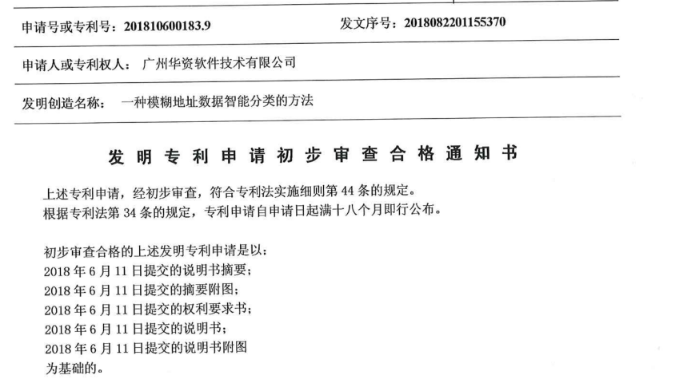 申请号或专利号：201810600183.9 发文序号：2018082201155370
申请人或专利权人： 广州华资软件技术有限公司
发明创造名称： 一种模糊地址数据智能分类的方法
发明专利申请初步审查合格通知书
上述专利申请，经初步审查，符合专利法实施细则第 44 条的规定。
根据专利法第 34 条的规定，专利申请自申请日起满十八个月即行公布。
初步审查合格的上述发明专利申请是以：
2018 年 6 月 11 日提交的说明书摘要；
2018 年 6 月 11 日提交的摘要附图；
2018 年 6 月 11 日提交的权利要求书；
2018 年 6 月 11 日提交的说明书；
2018 年 6 月 11 日提交的说明书附图
为基础的。